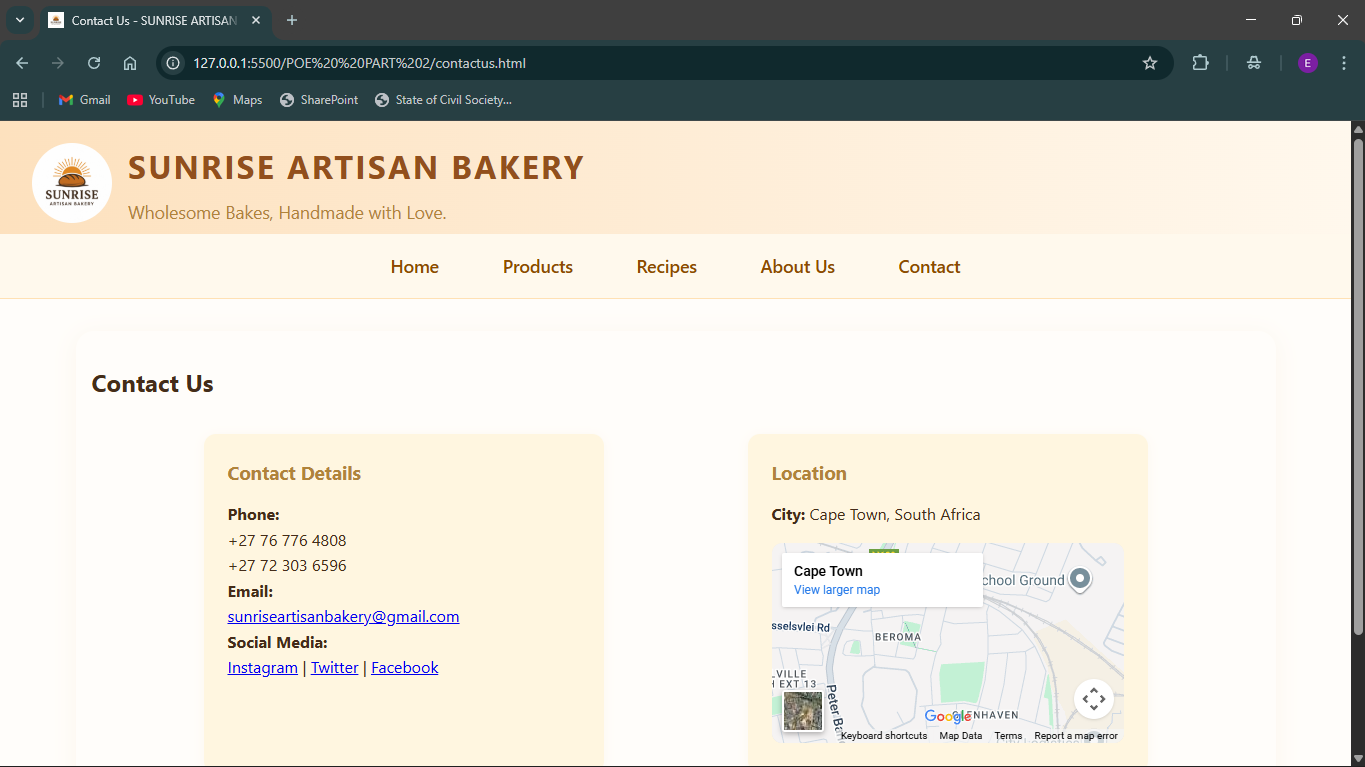 Contact Us - SUNRISE ARTISAN
127.0.0.1:5500/POE%20%20PART%202/contactus.html
E
Gmail
YouTube
Maps
SharePoint
State of Civil Society...
SUNRISE
ARTISAN BAKERY
SUNRISE ARTISAN BAKERY
Wholesome Bakes, Handmade with Love.
Home
Products
Recipes
About Us
Contact
Contact Us
Contact Details
Phone:
+27 76 776 4808
+27 72 303 6596
Email:
sunriseartisanbakery@gmail.com
Social Media:
Instagram | Twitter | Facebook
Location
City: Cape Town, South Africa
Cape Town
View larger map
chool Ground
sselsvlei Rd
BEROMA
LVILLE
H EXT 13
Peter Ba
Google
GLENHAVEN
Keyboard shortcuts
Map Data
Terms
Report a map error